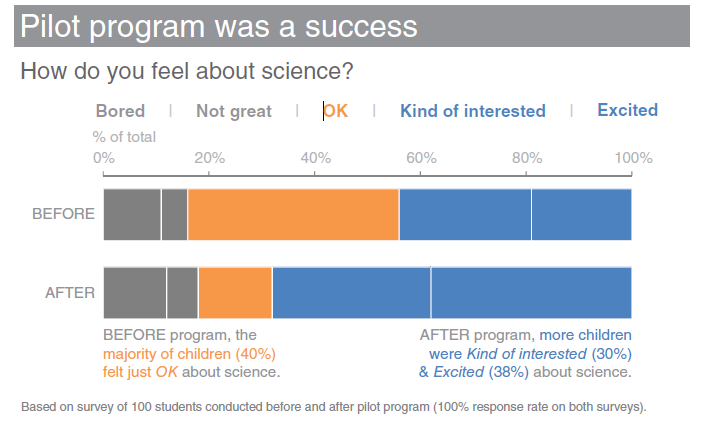 Pilot program was a success
How do you feel about science?
Bored | Not great | OK | Kind of interested | Excited
% of total
0% 20% 40% 60% 80% 100%
BEFORE
AFTER
BEFORE program, the
majority of children (40%)
felt just OK about science.
AFTER program, more children
were Kind of interested (30%)
& Excited (38%) about science.
Based on survey of 100 students conducted before and after pilot program (100% response rate on both surveys).